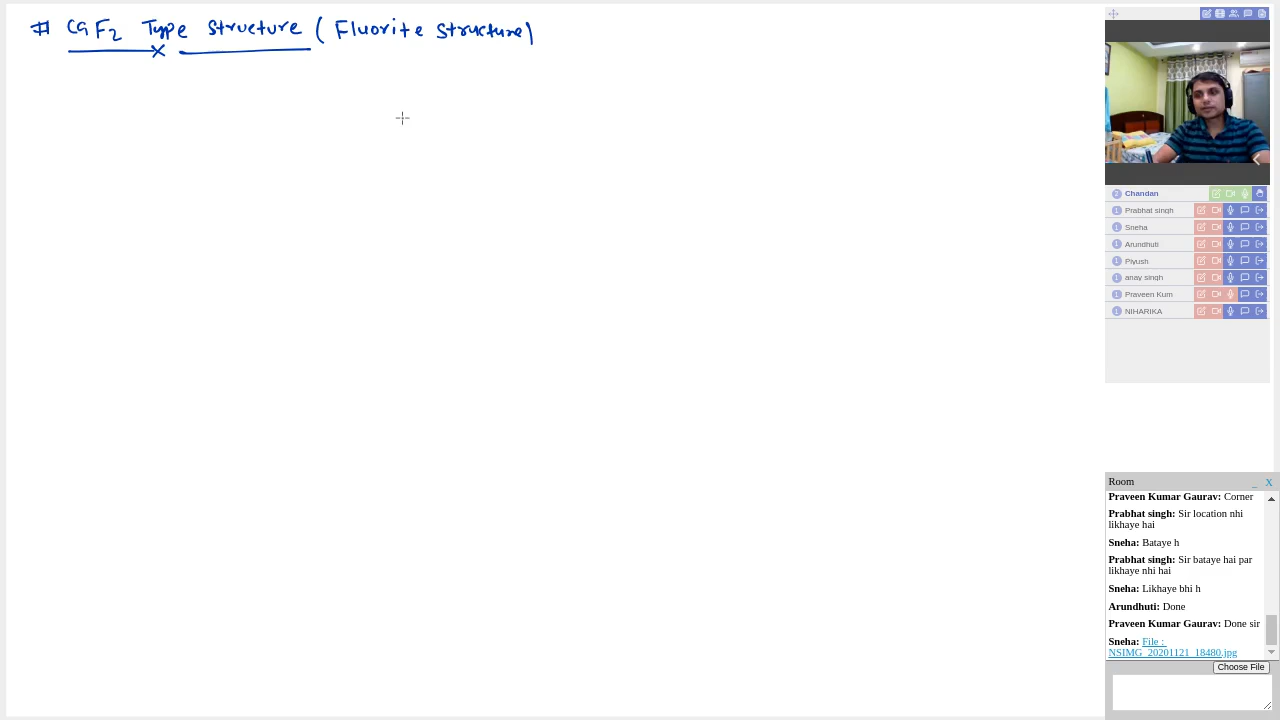 # CaF2 Type Structure (Fluorite Structure)
Chandan
Prabhat singh
Sneha
Arundhuti
Piyush
anay singh
Praveen Kum
NIHARIKA
Room
_ X
Praveen Kumar Gaurav: Corner
Prabhat singh: Sir location nhi
likhaye hai
Sneha: Bataye h
Prabhat singh: Sir bataye hai par
likhaye nhi hai
Sneha: Likhaye bhi h
Arundhuti: Done
Praveen Kumar Gaurav: Done sir
Sneha: File :
NSIMG_20201121_18480.jpg
Choose File